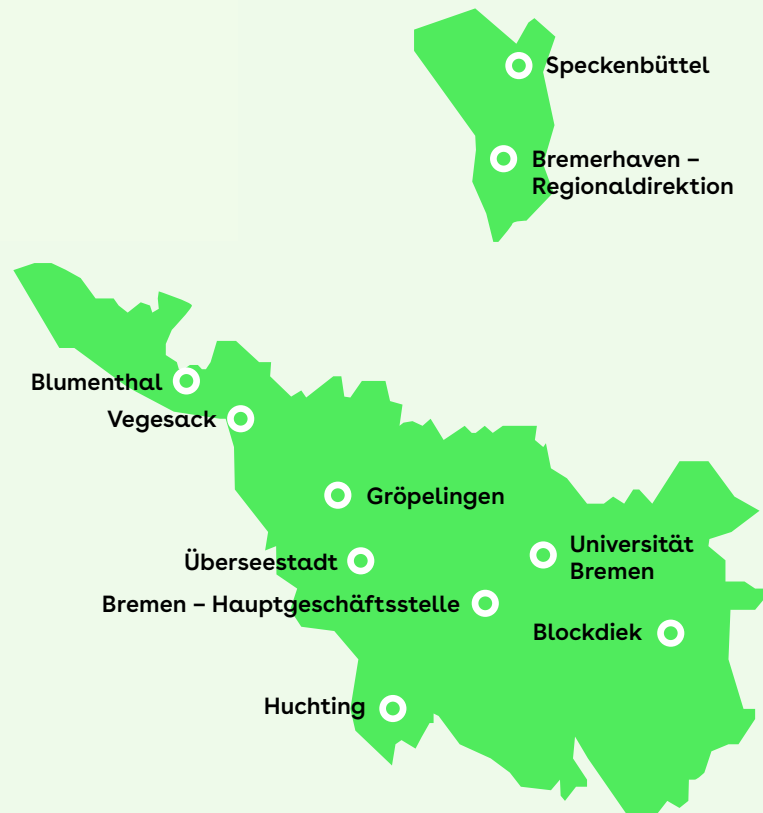 Speckenbüttel
Bremerhaven –
Regionaldirektion
Blumenthal
Vegesack
Gröpelingen
Universität
Bremen
Überseestadt
Bremen – Hauptgeschäftsstelle
Blockdiek
Huchting